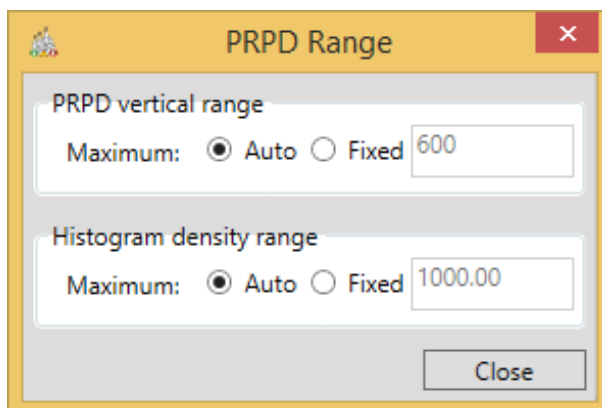 PRPD Range
PRPD vertical range
Maximum: Auto Fixed 600
Histogram density range
Maximum: Auto Fixed 1000.00
Close